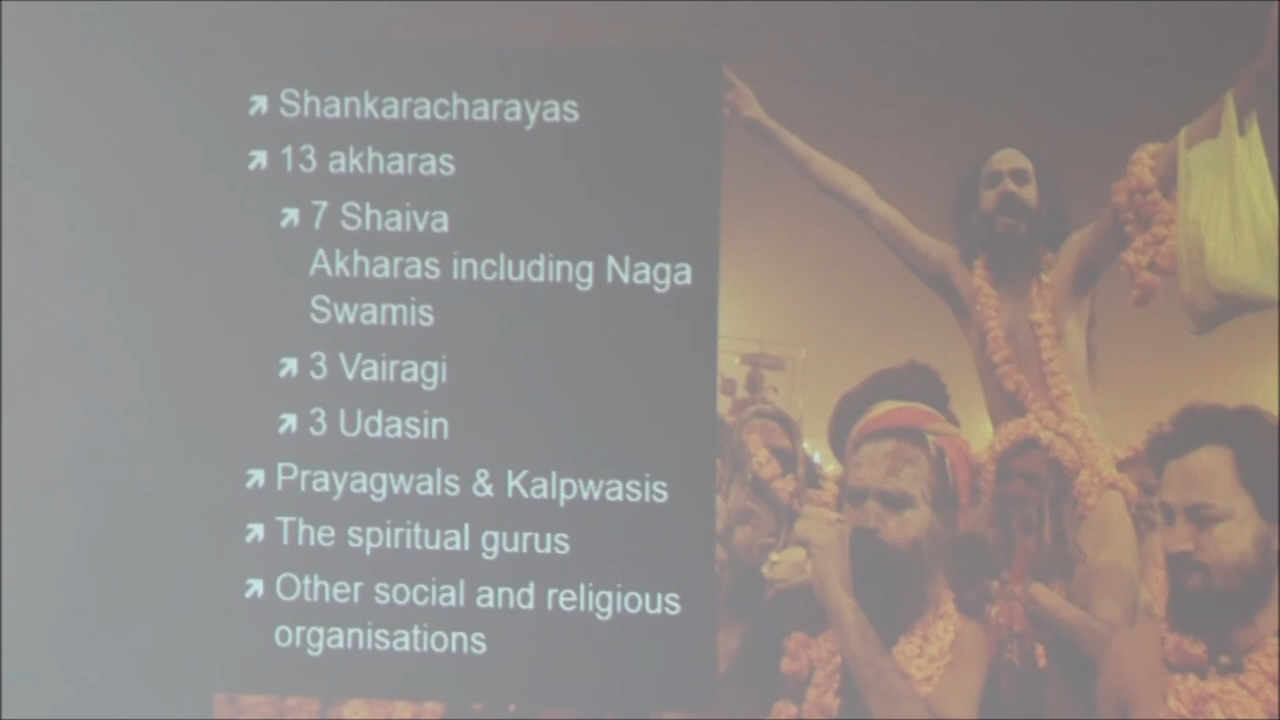 Shankaracharayas
13 akharas
7 Shaiva
Akharas including Naga
Swamis
3 Vairagi
3 Udasin
Prayagwals & Kalpwasis
The spiritual gurus
Other social and religious
organisations